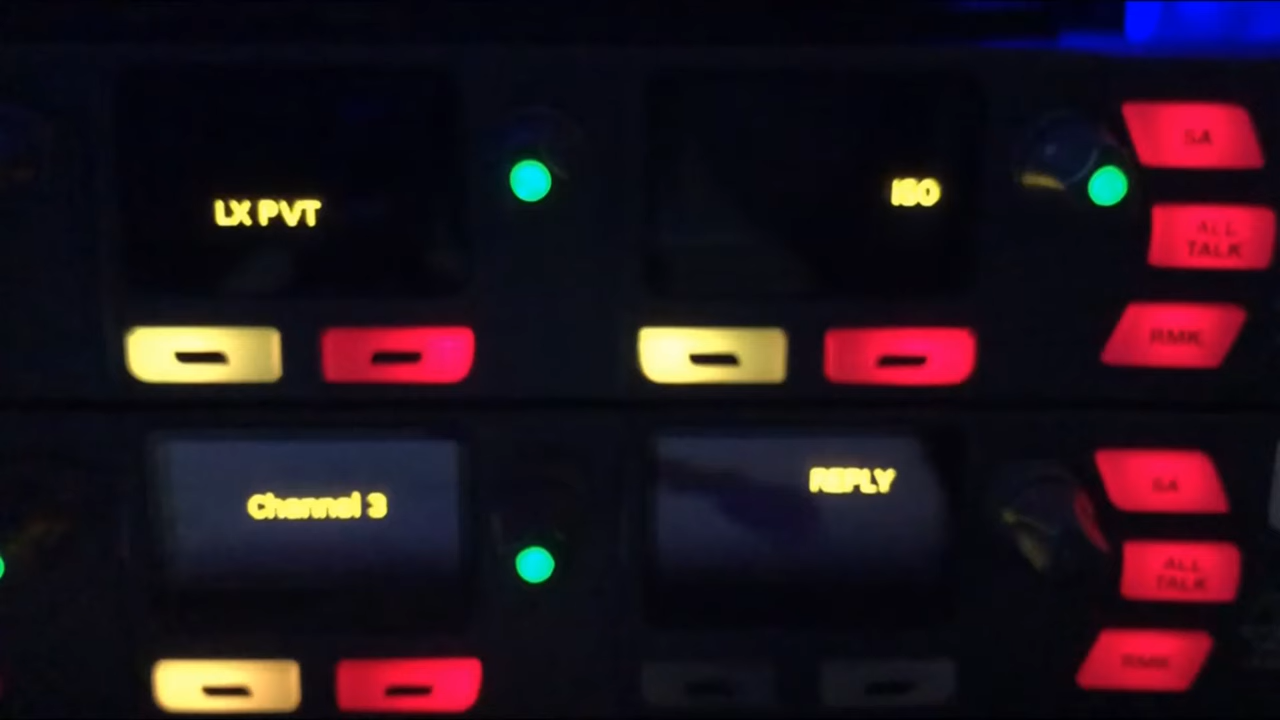 LX PVT
ISO
SA
ALL
TALK
RMK
Channel 3
REPLY
SA
ALL
TALK
RMK